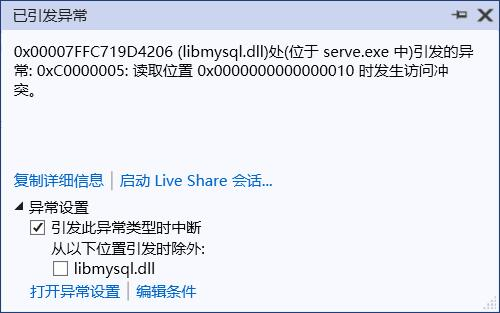 已引发异常
0x00007FFC719D4206 (libmysql.dll)处(位于 serve.exe 中)引发的异
常: 0xC0000005: 读取位置 0x0000000000000010 时发生访问冲
突。
复制详细信息 | 启动 Live Share 会话...
异常设置
引发此异常类型时中断
从以下位置引发时除外:
libmysql.dll
打开异常设置 | 编辑条件